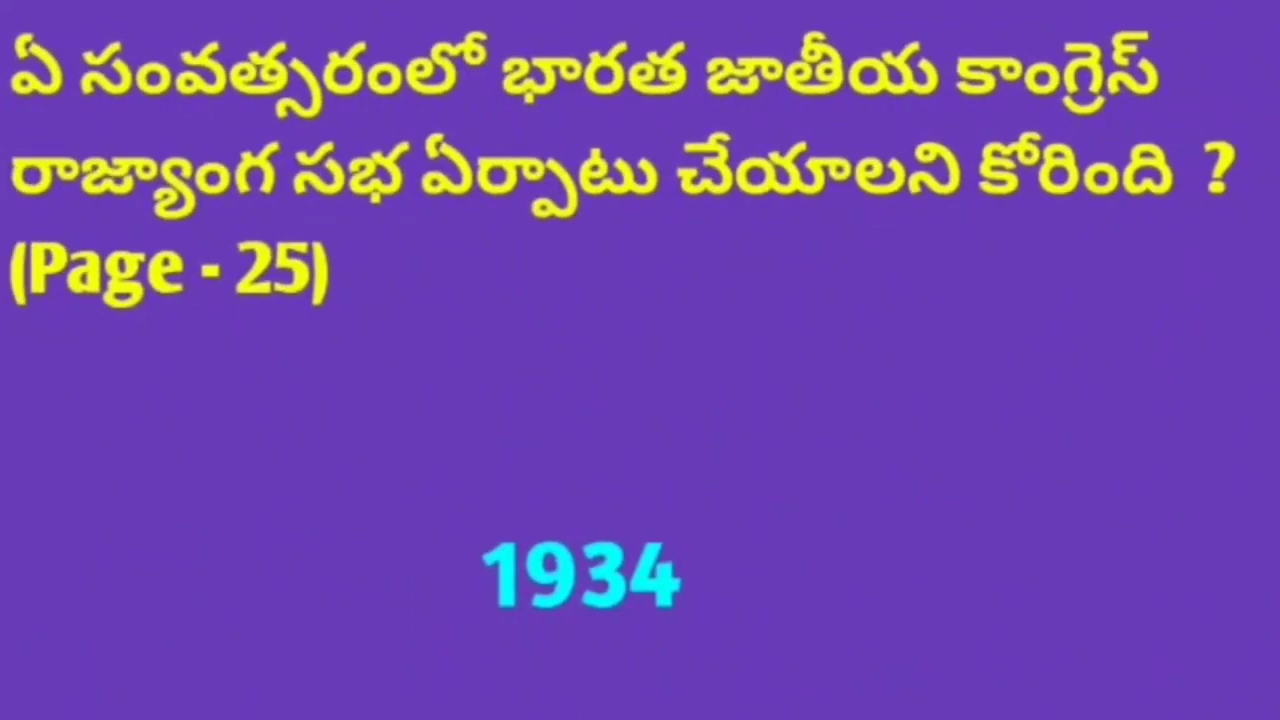 ఏ సంవత్సరంలో భారత జాతీయ కాంగ్రెస్
రాజ్యాంగ సభ ఏర్పాటు చేయాలని కోరింది ?
(Page - 25)
1934